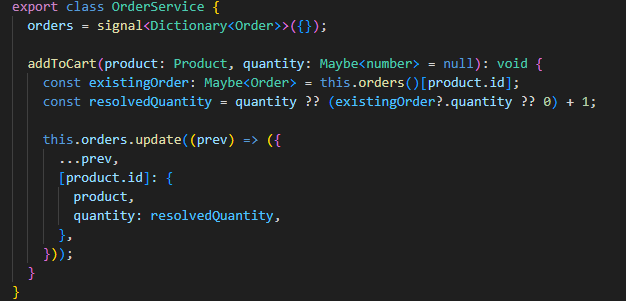 export class OrderService {
  orders = signal<Dictionary<Order>>({});

  addToCart(product: Product, quantity: Maybe<number> = null): void {
    const existingOrder: Maybe<Order> = this.orders()[product.id];
    const resolvedQuantity = quantity ?? (existingOrder?.quantity ?? 0) + 1;

    this.orders.update((prev) => ({
      ...prev,
      [product.id]: {
        product,
        quantity: resolvedQuantity,
      },
    }));
  }
}